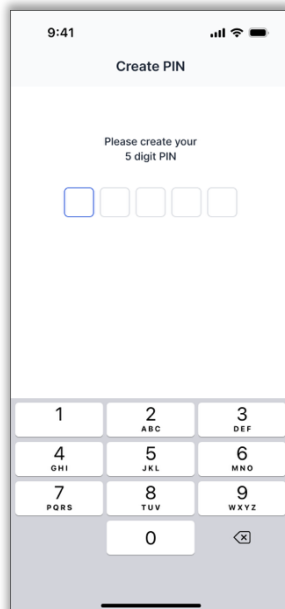 9:41
Create PIN
Please create your
5 digit PIN
1 2 3
ABC DEF
4 5 6
GHI JKL MNO
7 8 9
PQRS TUV WXYZ
0